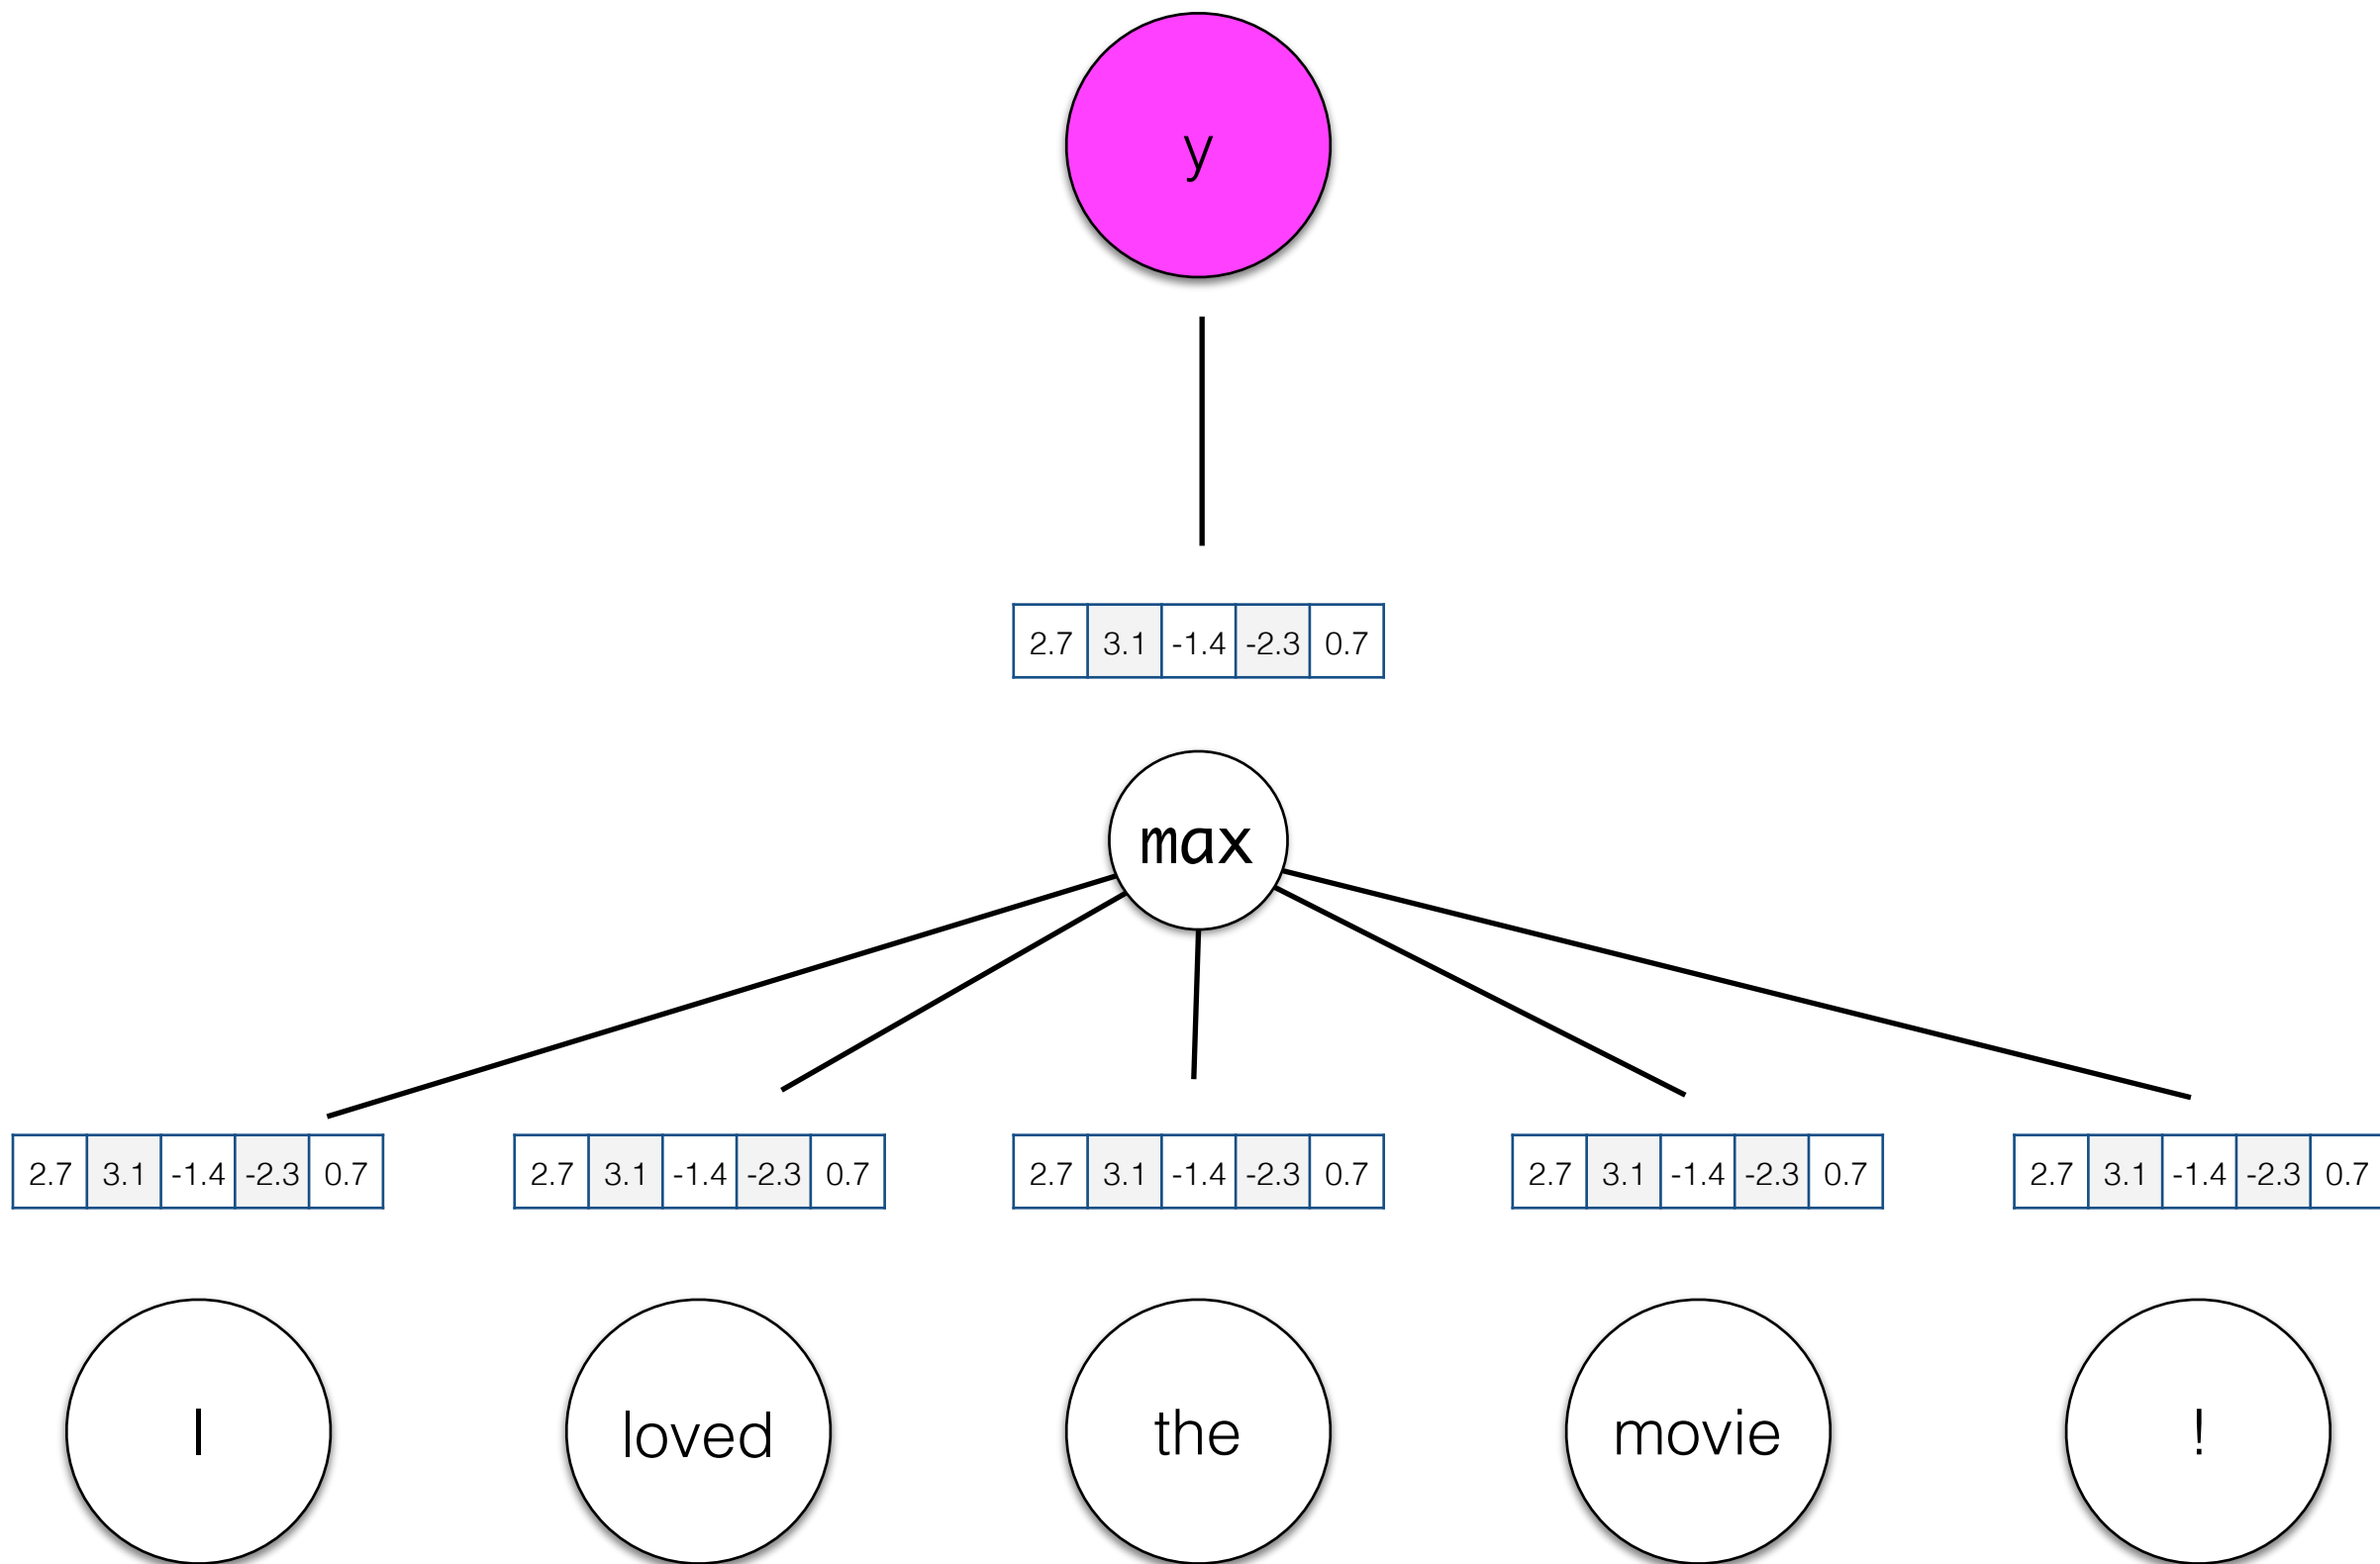 y
2.7 3.1 -1.4 -2.3 0.7
max
2.7 3.1 -1.4 -2.3 0.7 2.7 3.1 -1.4 -2.3 0.7 2.7 3.1 -1.4 -2.3 0.7 2.7 3.1 -1.4 -2.3 0.7 2.7 3.1 -1.4 -2.3 0.7
I loved the movie !